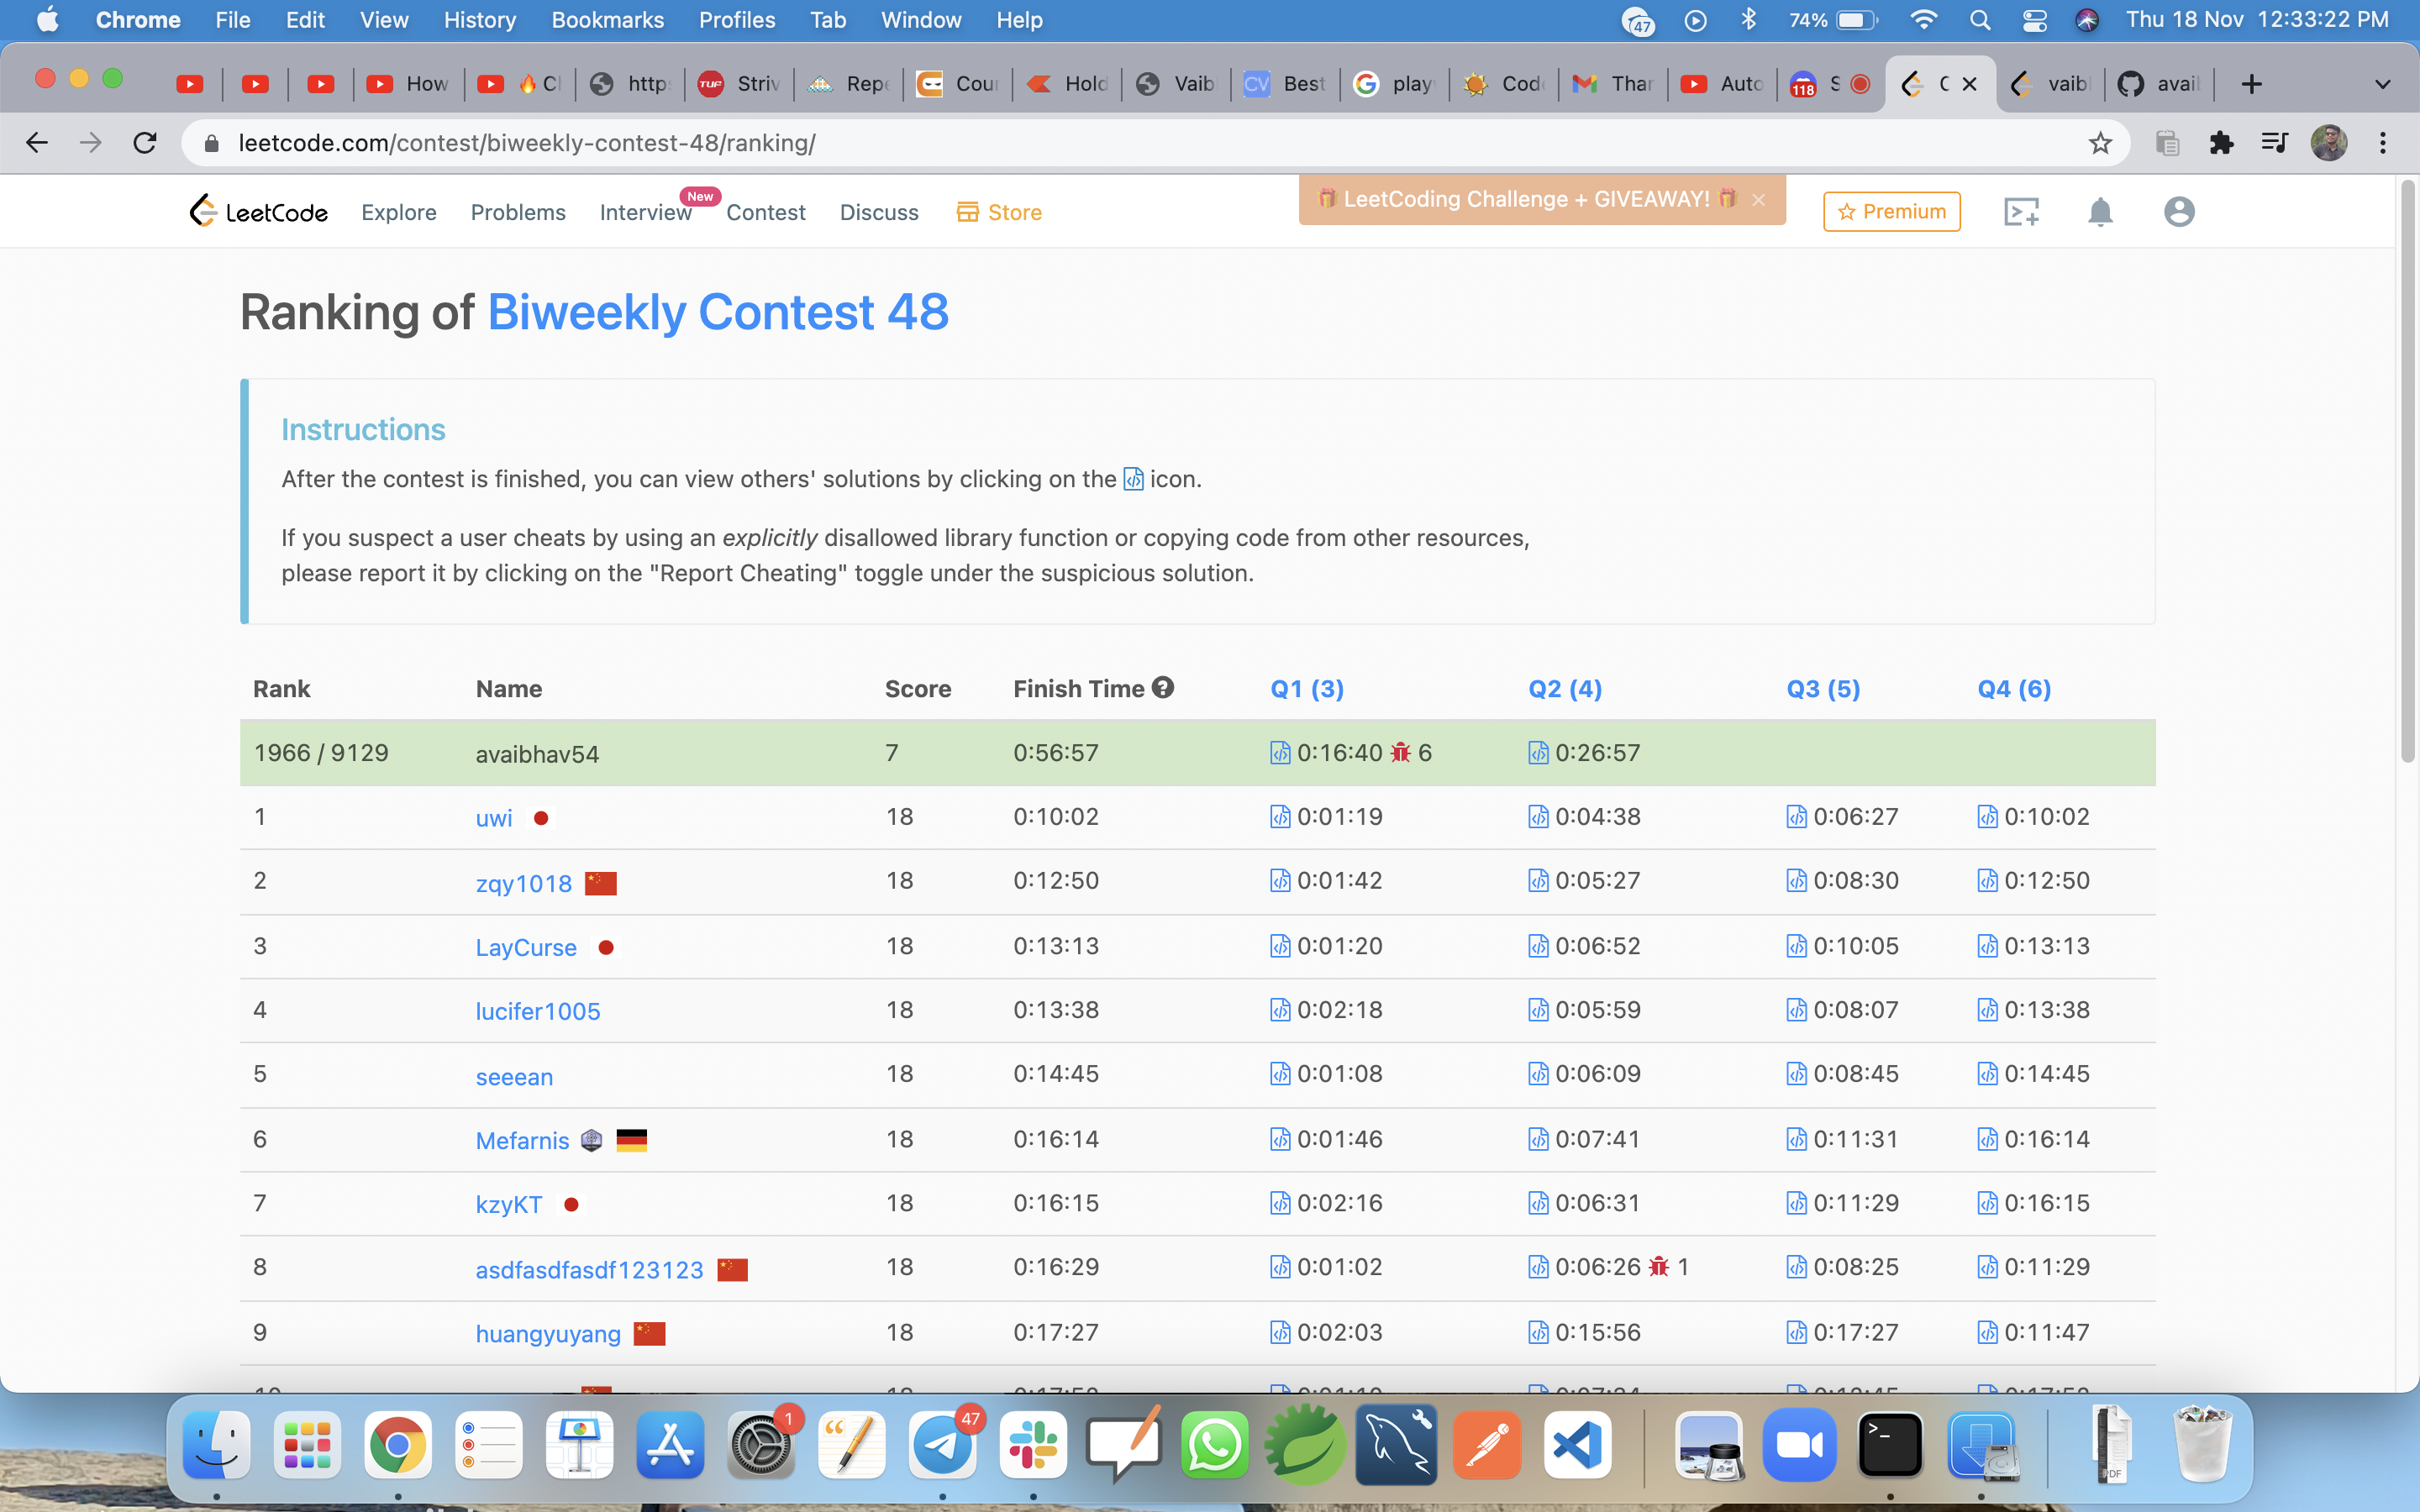 Chrome File Edit View History Bookmarks Profiles Tab Window Help 47 74% Thu 18 Nov 12:33:22 PM
How http Striv Repe Hold Vaib CV Best play Code Thar Auto 118 S vaibl avail
leetcode.com/contest/biweekly-contest-48/ranking/
LeetCode Explore Problems Interview New Contest Discuss Store LeetCoding Challenge + GIVEAWAY! × Premium
Ranking of Biweekly Contest 48
Instructions
After the contest is finished, you can view others' solutions by clicking on the icon.
If you suspect a user cheats by using an explicitly disallowed library function or copying code from other resources,
please report it by clicking on the "Report Cheating" toggle under the suspicious solution.
Rank Name Score Finish Time Q1 (3) Q2 (4) Q3 (5) Q4 (6)
1966 / 9129 avaibhav54 7 0:56:57 0:16:40 6 0:26:57
1 uwi 18 0:10:02 0:01:19 0:04:38 0:06:27 0:10:02
2 zqy1018 18 0:12:50 0:01:42 0:05:27 0:08:30 0:12:50
3 LayCurse 18 0:13:13 0:01:20 0:06:52 0:10:05 0:13:13
4 lucifer1005 18 0:13:38 0:02:18 0:05:59 0:08:07 0:13:38
5 seeean 18 0:14:45 0:01:08 0:06:09 0:08:45 0:14:45
6 Mefarnis 18 0:16:14 0:01:46 0:07:41 0:11:31 0:16:14
7 kzyKT 18 0:16:15 0:02:16 0:06:31 0:11:29 0:16:15
8 asdfasdfasdf123123 18 0:16:29 0:01:02 0:06:26 1 0:08:25 0:11:29
9 huangyuyang 18 0:17:27 0:02:03 0:15:56 0:17:27 0:11:47
1 47
PDF